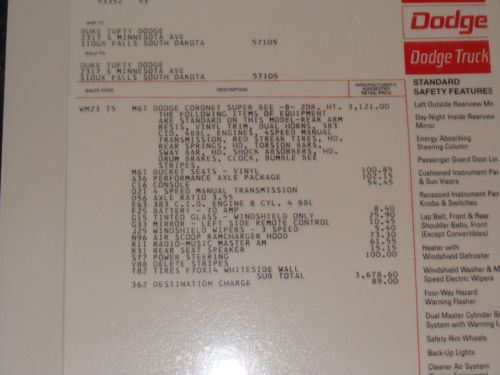 53352 93
SHIP TO
DUKE TUFTY DODGE
2317 S MINNESOTA AVE
SIOUX FALLS SOUTH DAKOTA 57105
SOLD TO
DUKE TUFTY DODGE
2317 S MINNESOTA AVE
SIOUX FALLS SOUTH DAKOTA 57105
SALES CODE DESCRIPTION MANUFACTURER'S SUGGESTED RETAIL PRICE
WM23 T5 M6T DODGE CORONET SUPER BEE -8- 2DR. HT. 3,121.00
THE FOLLOWING ITEMS OF EQUIPMENT
ARE STANDARD ON THIS MODEL-REAR ARM
RESTS, VINYL TRIM, DUAL HORNS, 383
CID, 4BBL, ENGINES, 4SPEED MANUAL
TRANSMISSION, RED STREAK TIRES, HD.
REAR SPRINGS, HD. TORSION BARS,
SWAY BAR, HD. SHOCK ABSORBERS, HD.
DRUM BRAKES, CLOCK, BUMBLE BEE
STRIPES.
M6T BUCKET SEATS - VINYL 100.85
A36 PERFORMANCE AXLE PACKAGE 102.15
C16 CONSOLE 54.45
D21 4 SPEED MANUAL TRANSMISSION
D56 AXLE RATIO 3.55
E63 383 C.I.D. ENGINE 8 CYL. 4 BBL
F25 BATTERY - 70 AMP 8.40
G15 TINTED GLASS - WINDSHIELD ONLY 25.90
G33 MIRROR - LEFT SIDE REMOTE CONTROL 10.45
J25 WINDSHIELD WIPERS - 3 SPEED 5.40
N96 AIR SCOOP RAMCHARGER HOOD 73.30
R11 RADIO-MUSIC MASTER AM 61.55
R31 REAR SEAT SPEAKER 15.15
S77 POWER STEERING 100.00
V88 DELETE STRIPES
T82 TIRES F70X14 WHITESIDE WALL
SUB TOTAL 3,678.60
362 DESTINATION CHARGE 89.00
Dodge
Dodge Truck
STANDARD
SAFETY FEATURES
Left Outside Rearview Mir
Day-Night Inside Rearview
Mirror
Energy Absorbing
Steering Column
Passenger Guard Door Loc
Cushioned Instrument Pa
& Sun Visors
Recessed Instrument Pan
Knobs & Switches
Lap Belt, Front & Rear
Shoulder Belts, Front
(Except Convertibles)
Heater with
Windshield Defroster
Windshield Washer & M
Speed Electric Wipers
Four-Way Hazard
Warning Flasher
Dual Master Cylinder Br
System with Warning L
Safety Rim Wheels
Back-Up Lights
Cleaner Air System